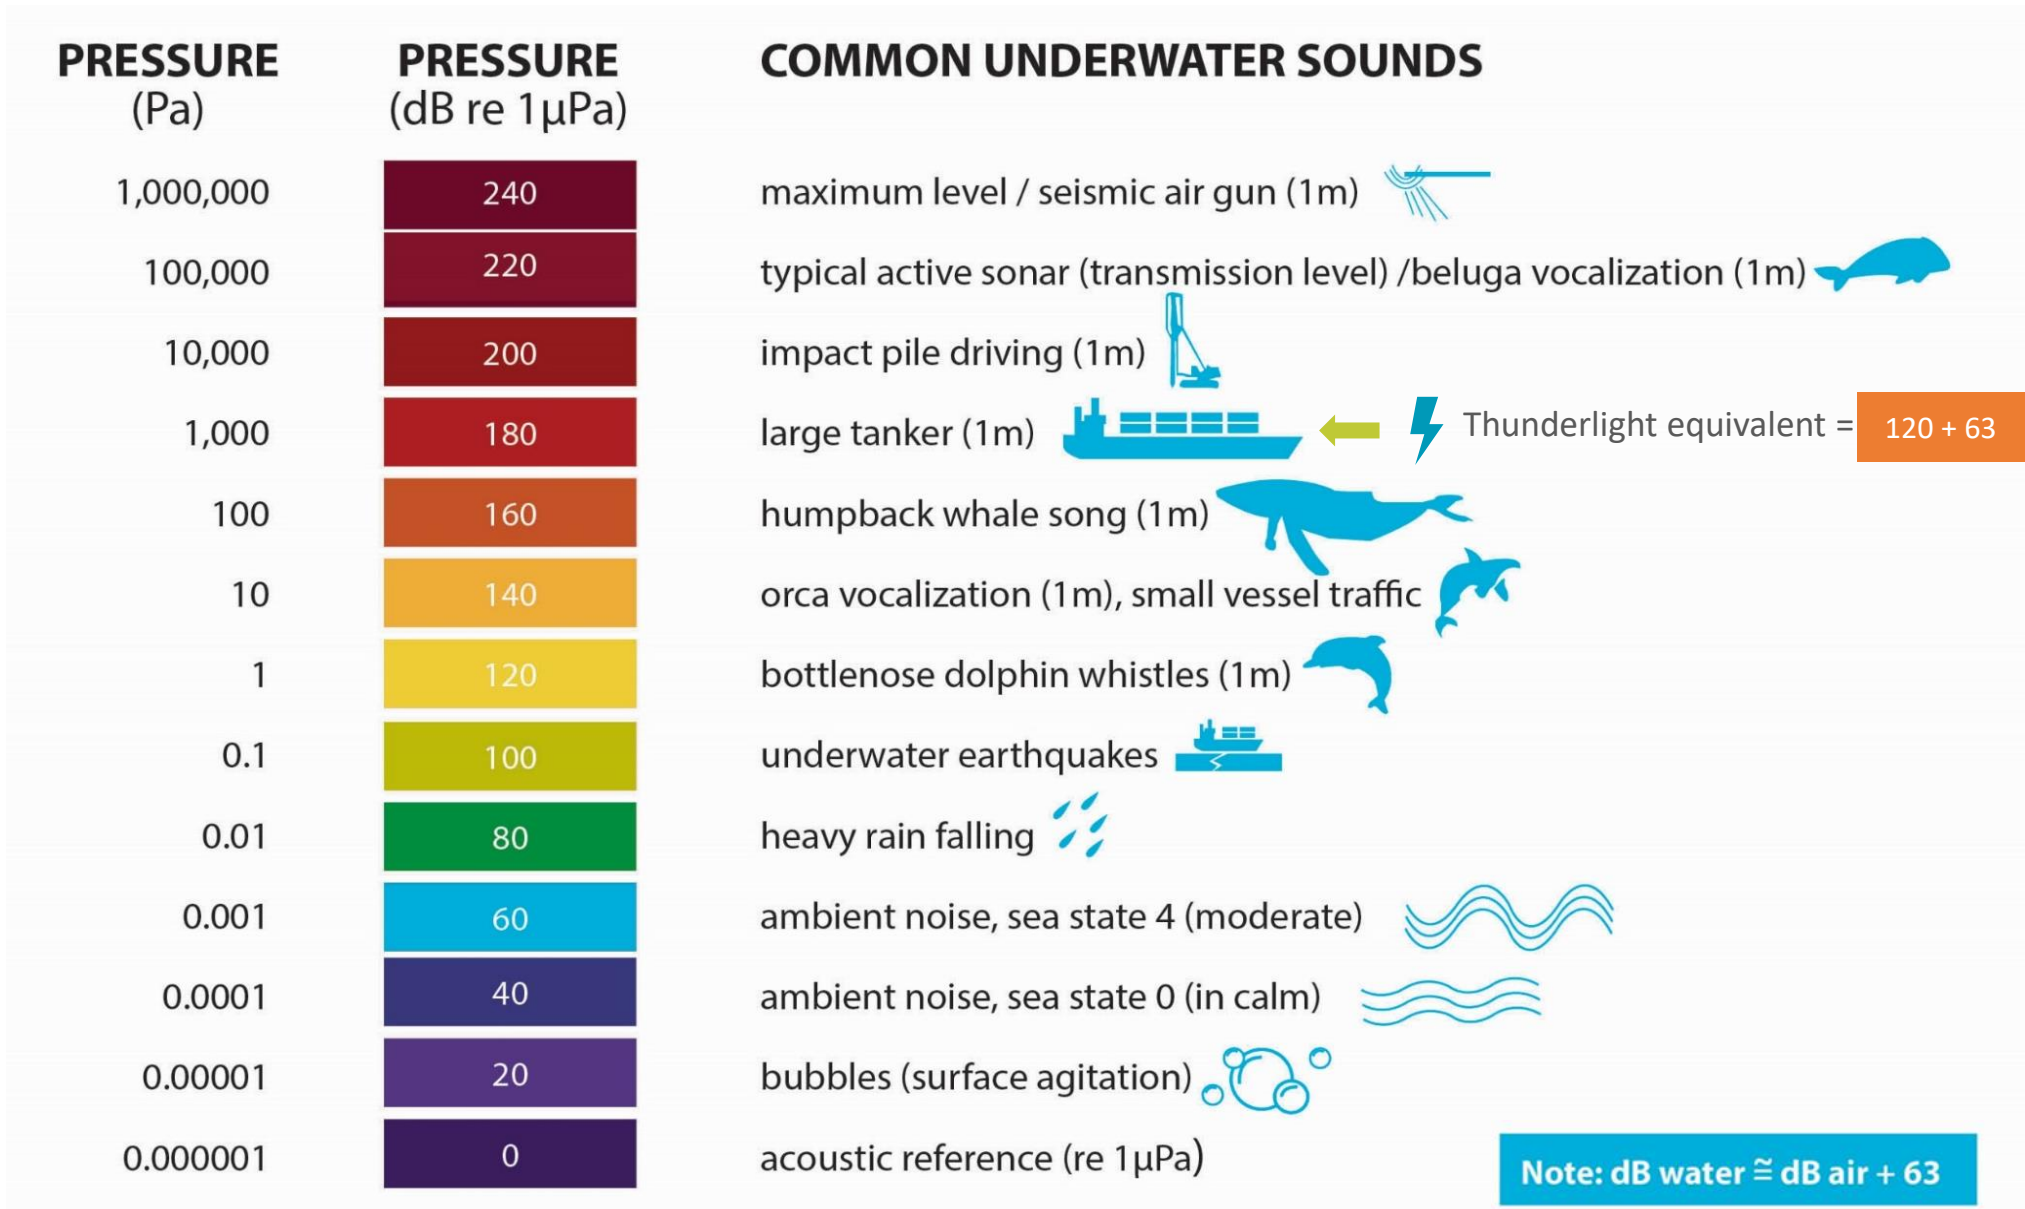 PRESSURE PRESSURE COMMON UNDERWATER SOUNDS
(Pa) (dB re 1µPa)
1,000,000 240 maximum level / seismic air gun (1m)
100,000 220 typical active sonar (transmission level) /beluga vocalization (1m)
10,000 200 impact pile driving (1m)
1,000 180 large tanker (1m) Thunderlight equivalent = 120 + 63
100 160 humpback whale song (1m)
10 140 orca vocalization (1m), small vessel traffic
1 120 bottlenose dolphin whistles (1m)
0.1 100 underwater earthquakes
0.01 80 heavy rain falling
0.001 60 ambient noise, sea state 4 (moderate)
0.0001 40 ambient noise, sea state 0 (in calm)
0.00001 20 bubbles (surface agitation)
0.000001 0 acoustic reference (re 1µPa)
Note: dB water ≅ dB air + 63